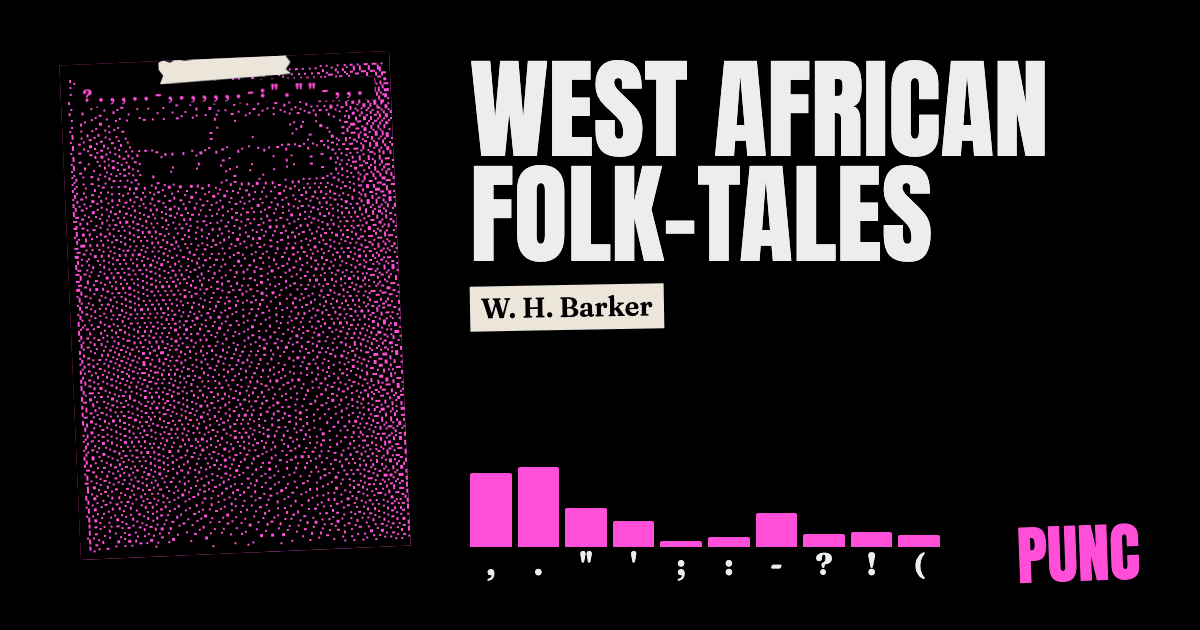 ?.,,..-,.,,,,,.-:".""-,,.
WEST AFRICAN
FOLK-TALES
W. H. Barker
, . " ' ; : - ? ! (
PUNC